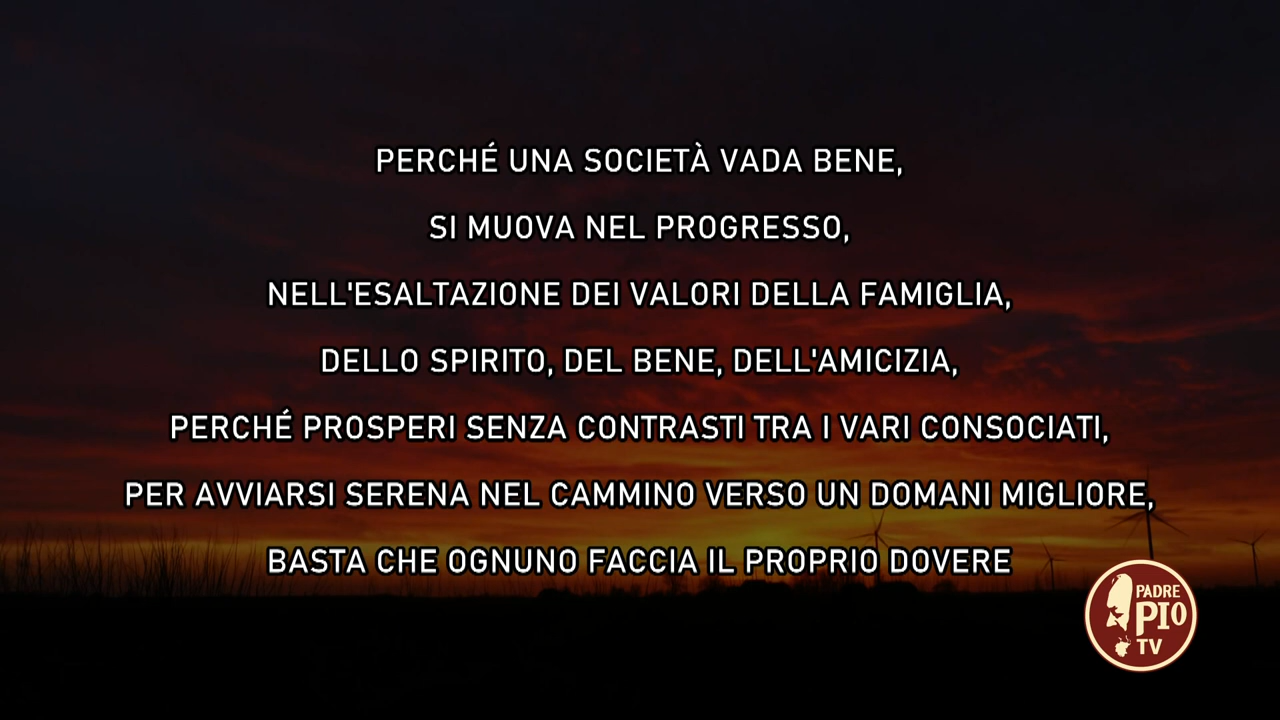 PERCHÉ UNA SOCIETÀ VADA BENE,
SI MUOVA NEL PROGRESSO,
NELL'ESALTAZIONE DEI VALORI DELLA FAMIGLIA,
DELLO SPIRITO, DEL BENE, DELL'AMICIZIA,
PERCHÉ PROSPERI SENZA CONTRASTI TRA I VARI CONSOCIATI,
PER AVVIARSI SERENA NEL CAMMINO VERSO UN DOMANI MIGLIORE,
BASTA CHE OGNUNO FACCIA IL PROPRIO DOVERE
PADRE
PIO
TV